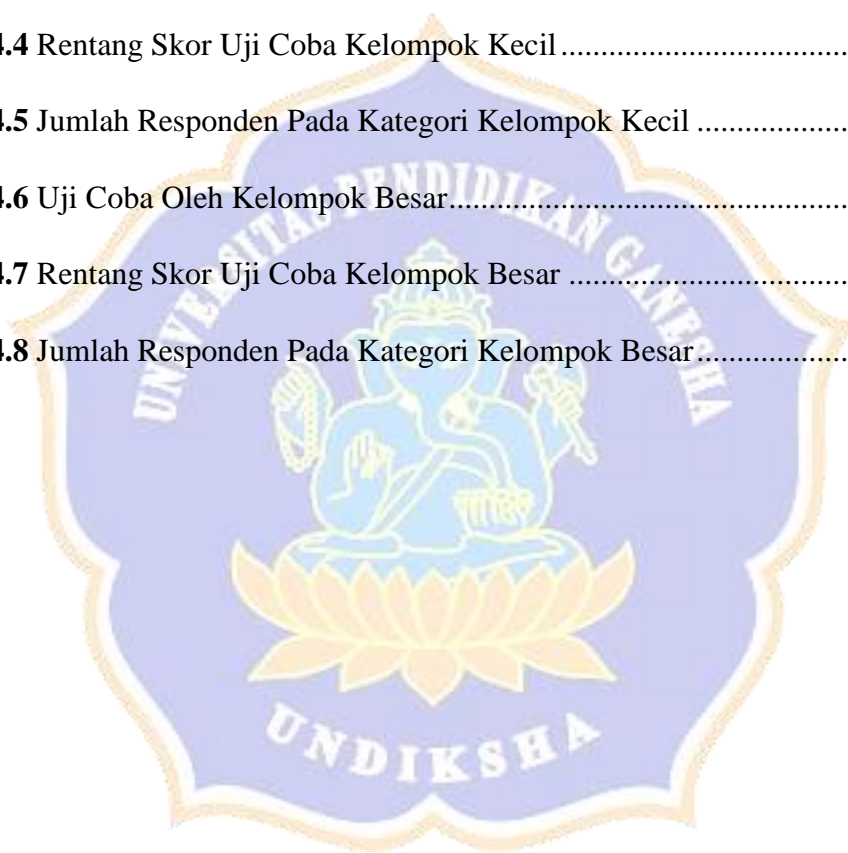 4.4 Rentang Skor Uji Coba Kelompok Kecil ....................................
4.5 Jumlah Responden Pada Kategori Kelompok Kecil ...................
4.6 Uji Coba Oleh Kelompok Besar..................................................
4.7 Rentang Skor Uji Coba Kelompok Besar ...................................
4.8 Jumlah Responden Pada Kategori Kelompok Besar...................
UNIVERSITAS PENDIDIKAN GANESHA
UNDIKSHA